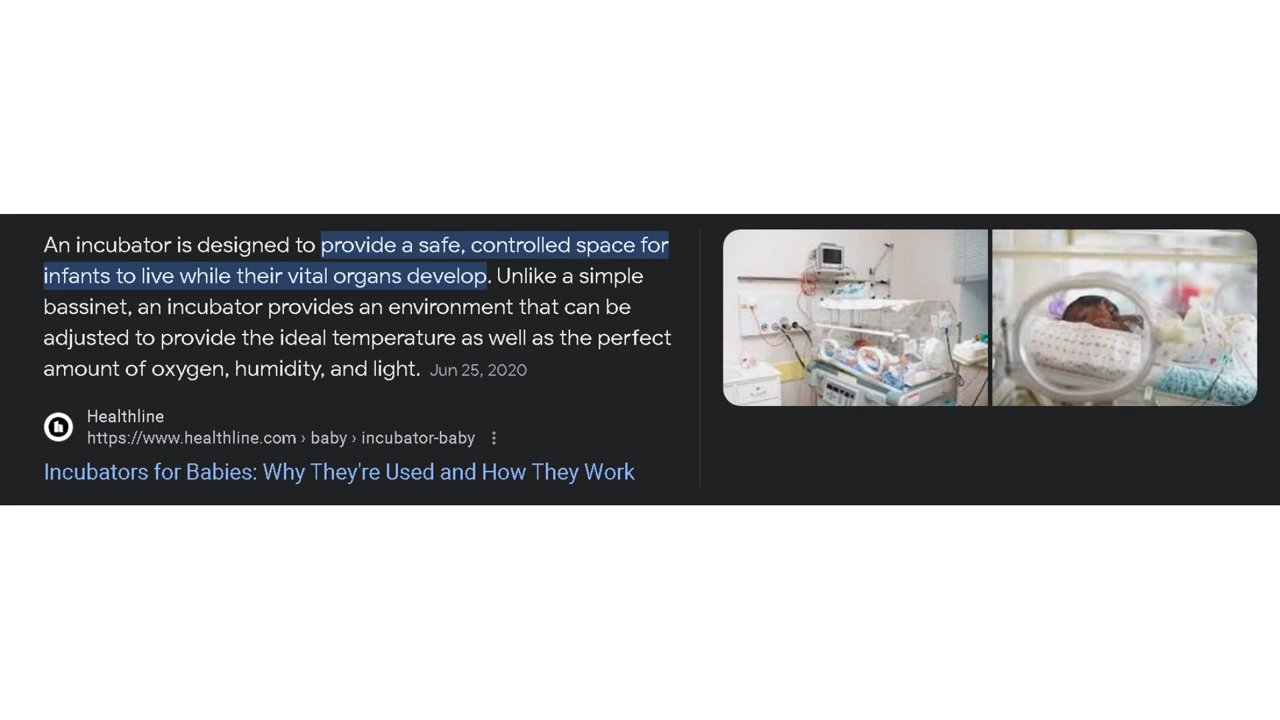 An incubator is designed to provide a safe, controlled space for
infants to live while their vital organs develop. Unlike a simple
bassinet, an incubator provides an environment that can be
adjusted to provide the ideal temperature as well as the perfect
amount of oxygen, humidity, and light. Jun 25, 2020
Healthline
https://www.healthline.com › baby › incubator-baby
Incubators for Babies: Why They're Used and How They Work